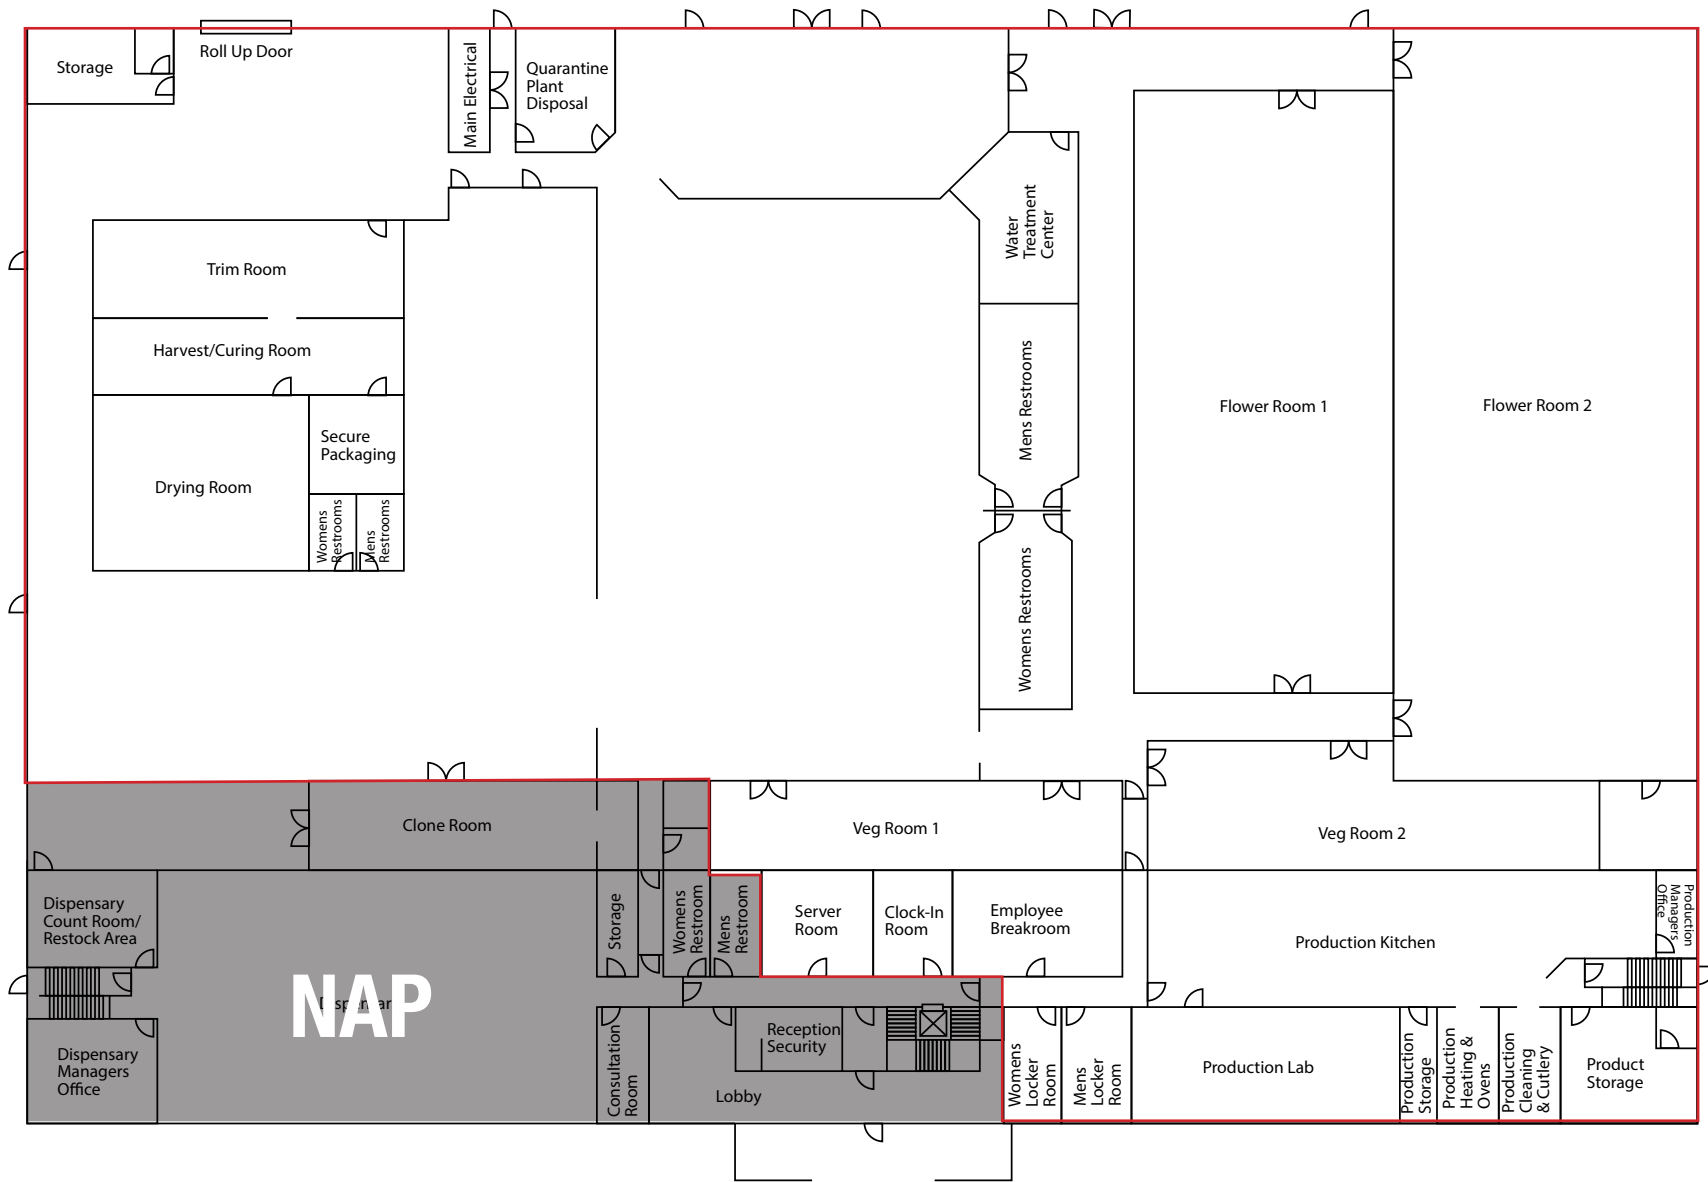 Storage
Roll Up Door
Main Electrical
Quarantine
Plant
Disposal
Trim Room
Harvest/Curing Room
Drying Room
Secure
Packaging
Womens
Restrooms
Mens
Restrooms
Water
Treatment
Center
Mens Restrooms
Womens Restrooms
Flower Room 1
Flower Room 2
Clone Room
Veg Room 1
Veg Room 2
Dispensary
Count Room/
Restock Area
Storage
Womens
Restroom
Mens
Restroom
Server
Room
Clock-In
Room
Employee
Breakroom
Production Kitchen
Production
Managers
Office
NAP
Dispensary
Managers
Office
Consultation
Room
Reception
Security
Lobby
Womens
Locker
Room
Mens
Locker
Room
Production Lab
Production
Storage
Production
Heating &
Ovens
Production
Cleaning
& Cutlery
Product
Storage